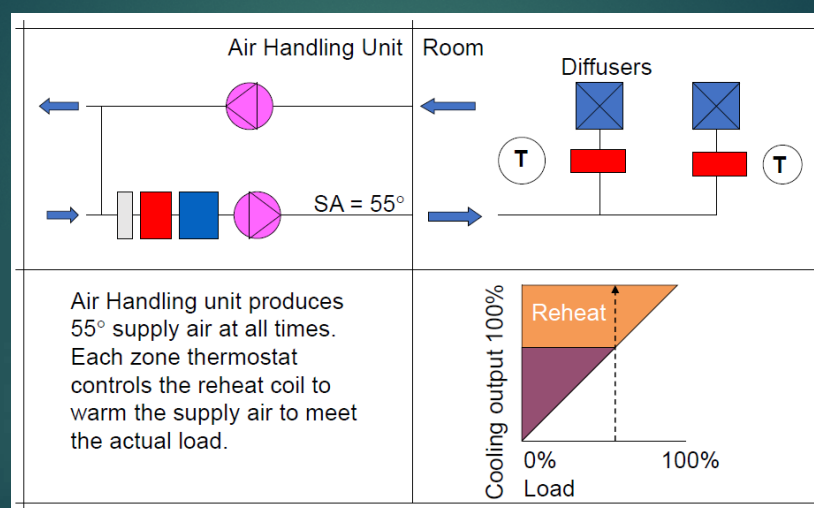 Air Handling Unit
Room
Diffusers
T
T
SA = 55°
Air Handling unit produces
55° supply air at all times.
Each zone thermostat
controls the reheat coil to
warm the supply air to meet
the actual load.
Cooling output 100%
Reheat
0%
100%
Load